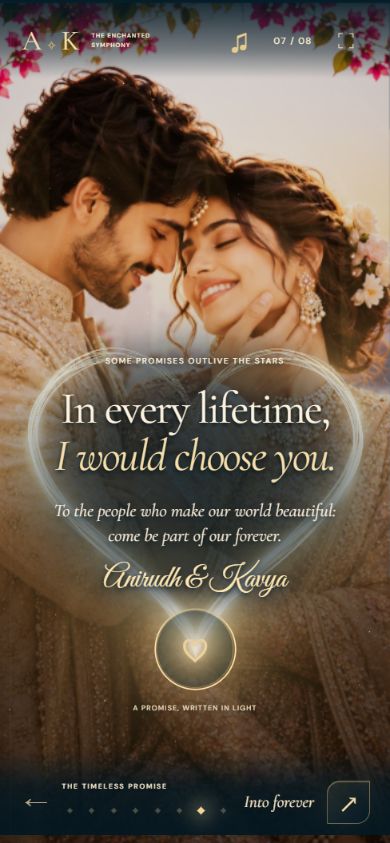 A ✧ K
THE ENCHANTED
SYMPHONY
07 / 08
SOME PROMISES OUTLIVE THE STARS
In every lifetime,
I would choose you.
To the people who make our world beautiful:
come be part of our forever.
Anirudh & Kavya
A PROMISE, WRITTEN IN LIGHT
THE TIMELESS PROMISE
Into forever